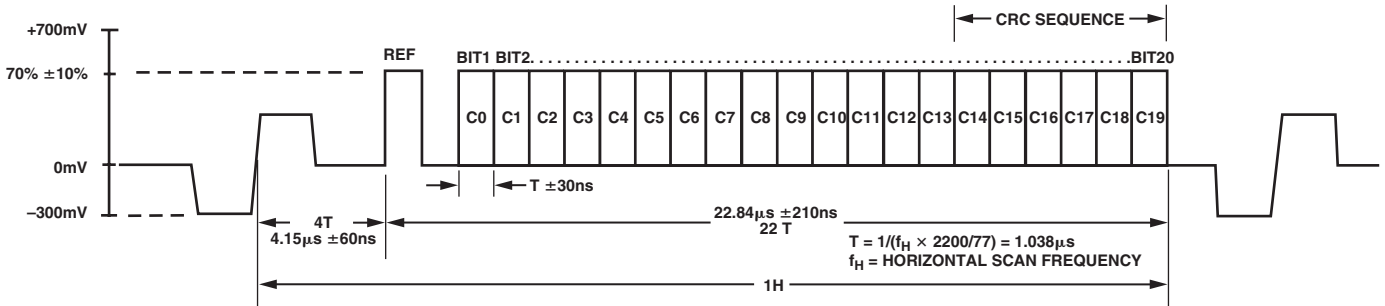 CRC SEQUENCE
+700mV
REF
BIT1 BIT2. . . . . . . . . . . . . . . . . . . . . . . . . . . . . . . . . . . . . . . . . . . . . . . . . . . . . . . . . .BIT20
70% ±10%
C0 C1 C2 C3 C4 C5 C6 C7 C8 C9 C10 C11 C12 C13 C14 C15 C16 C17 C18 C19
0mV
T ±30ns
–300mV
4T
4.15μs ±60ns
22.84μs ±210ns
22 T
T = 1/(fH × 2200/77) = 1.038μs
fH = HORIZONTAL SCAN FREQUENCY
1H